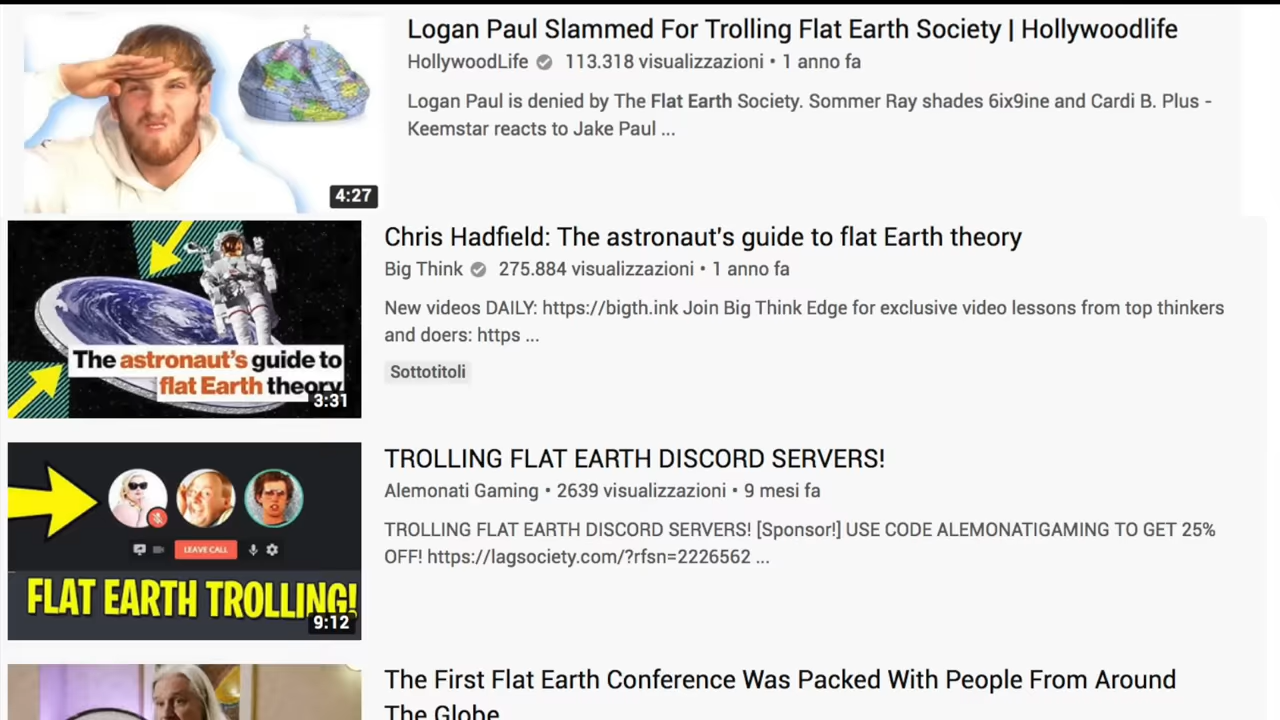 Logan Paul Slammed For Trolling Flat Earth Society | Hollywoodlife
HollywoodLife 113.318 visualizzazioni • 1 anno fa
Logan Paul is denied by The Flat Earth Society. Sommer Ray shades 6ix9ine and Cardi B. Plus -
Keemstar reacts to Jake Paul ...
4:27
Chris Hadfield: The astronaut's guide to flat Earth theory
Big Think 275.884 visualizzazioni • 1 anno fa
New videos DAILY: https://bigth.ink Join Big Think Edge for exclusive video lessons from top thinkers
and doers: https ...
Sottotitoli
The astronaut's guide to
flat Earth theory
3:31
TROLLING FLAT EARTH DISCORD SERVERS!
Alemonati Gaming • 2639 visualizzazioni • 9 mesi fa
TROLLING FLAT EARTH DISCORD SERVERS! [Sponsor!] USE CODE ALEMONATIGAMING TO GET 25%
OFF! https://lagsociety.com/?rfsn=2226562 ...
LEAVE CALL
FLAT EARTH TROLLING!
9:12
The First Flat Earth Conference Was Packed With People From Around
The Globe